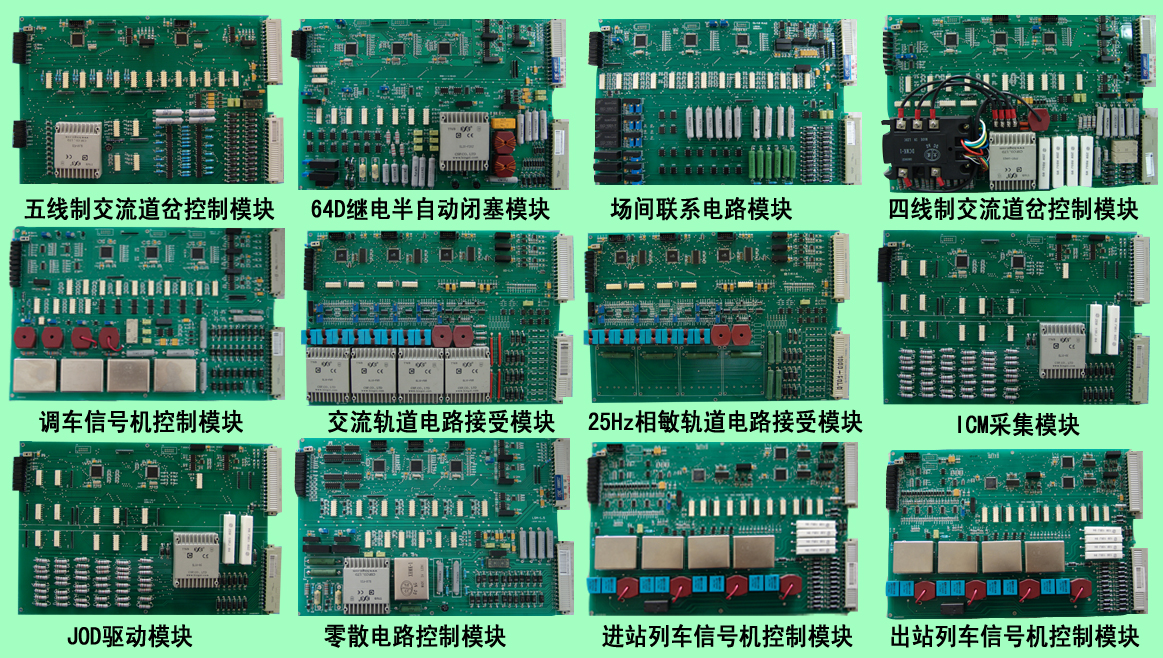 五线制交流道岔控制模块
64D继电半自动闭塞模块
场间联系电路模块
四线制交流道岔控制模块
调车信号机控制模块
交流轨道电路接受模块
25Hz相敏轨道电路接受模块
ICM采集模块
JOD驱动模块
零散电路控制模块
进站列车信号机控制模块
出站列车信号机控制模块